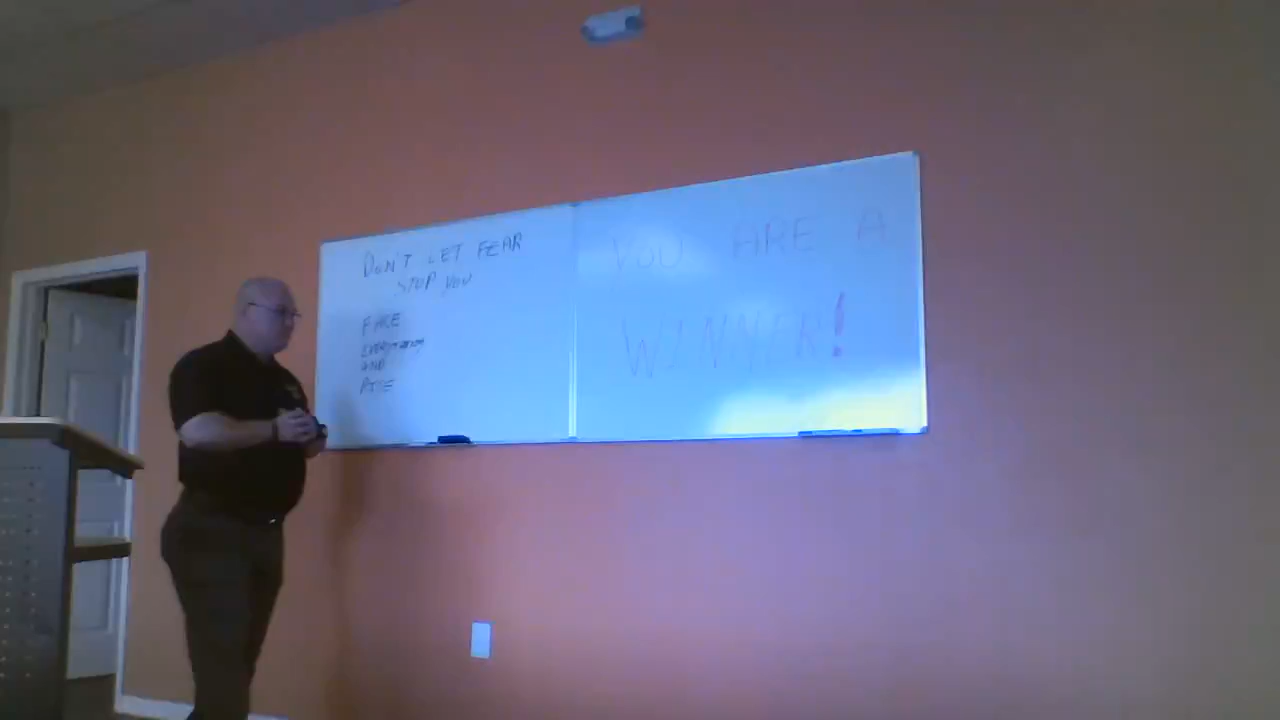 DON'T LET FEAR
STOP YOU
FACE
EVERYTHING
AND
RISE
YOU ARE A
WINNER!